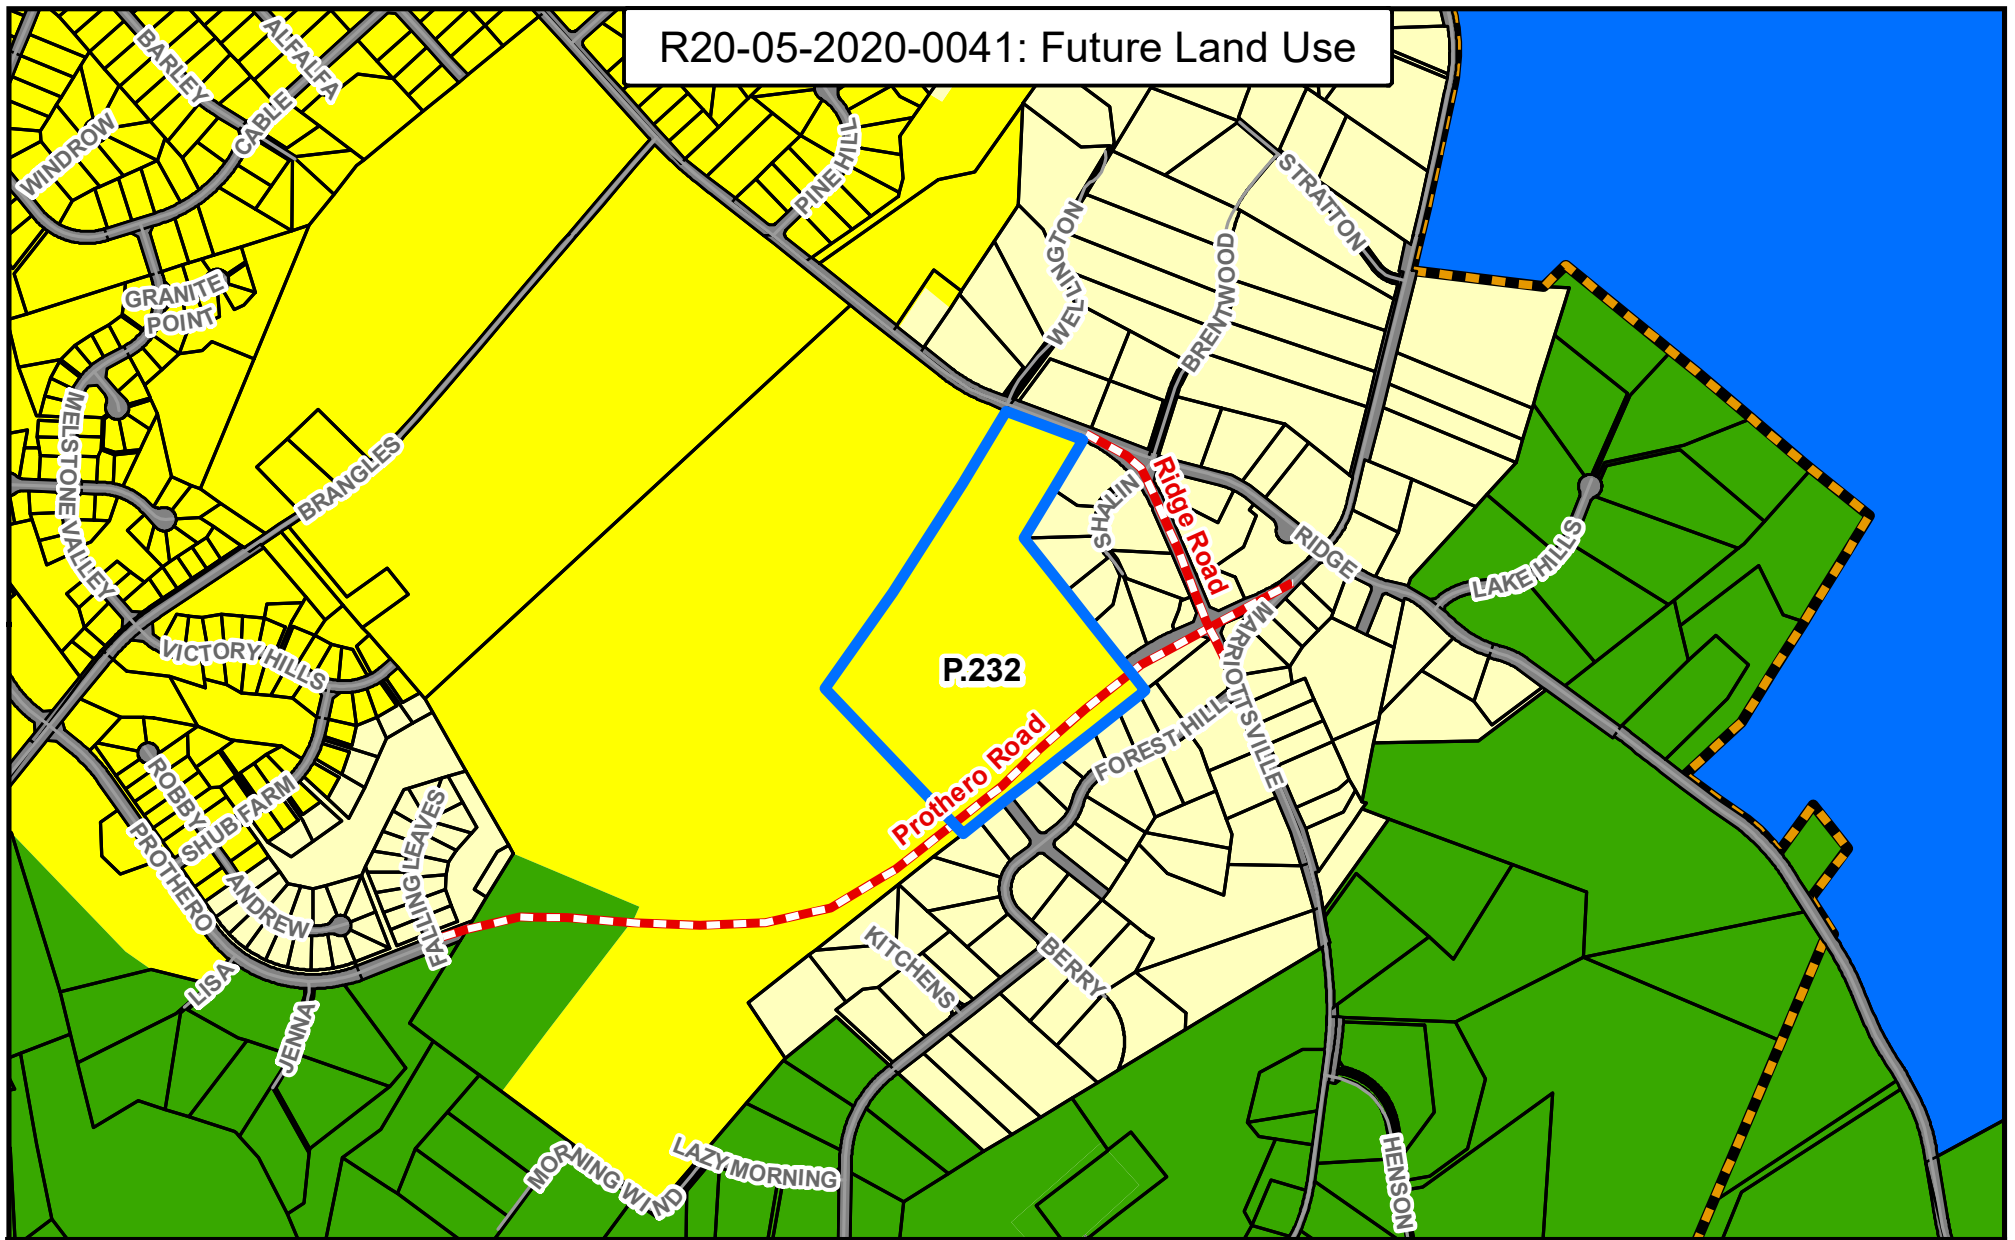 R20-05-2020-0041: Future Land Use
BARLEY
ALFALFA
WINDROW
CABLE
PINE HILL
STRATTON
WELLINGTON
BRENTWOOD
GRANITE
POINT
MELSTONE VALLEY
BRANGLES
SHALIN
Ridge Road
RIDGE
LAKE HILLS
MARRIOTTSVILLE
VICTORY HILLS
P.232
FOREST HILL
Prothero Road
ROBBY
SHUB FARM
PROTHERO
FALLING LEAVES
ANDREW
LISA
JENNA
KITCHENS
BERRY
MORNING WIND
LAZY MORNING
HENSON